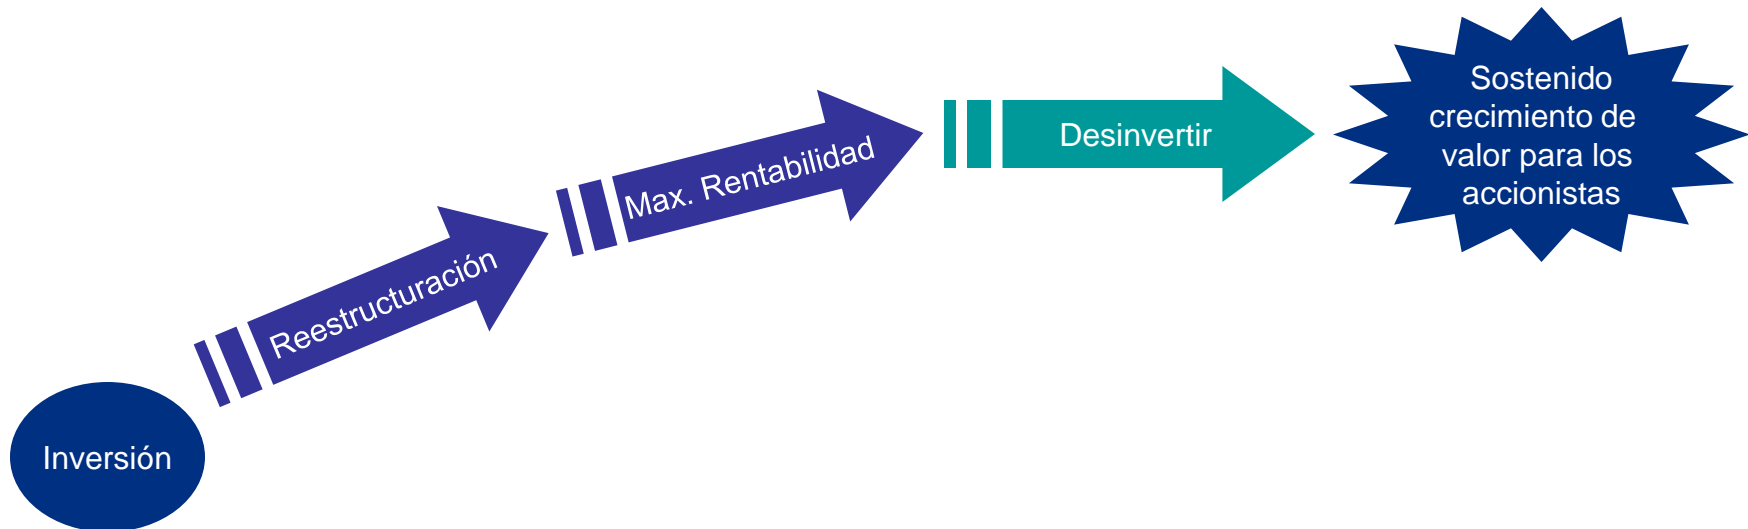 Inversión
Reestructuración
Max. Rentabilidad
Desinvertir
Sostenido
crecimiento de
valor para los
accionistas